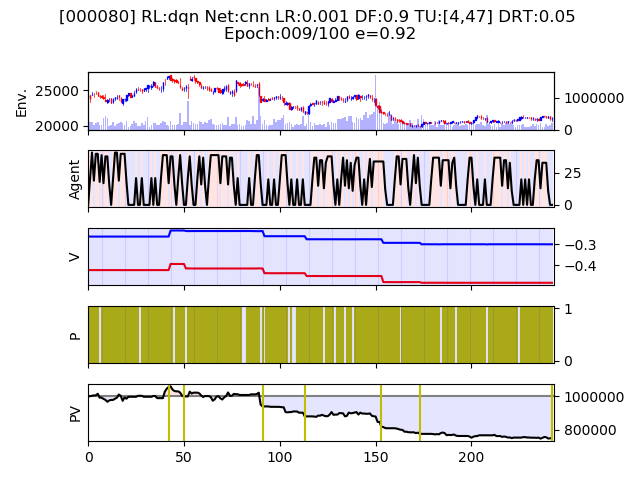 [000080] RL:dqn Net:cnn LR:0.001 DF:0.9 TU:[4,47] DRT:0.05
Epoch:009/100 e=0.92
Env.
25000
20000
1000000
0
Agent
25
0
V
−0.3
−0.4
P
1
0
PV
1000000
800000
0 50 100 150 200